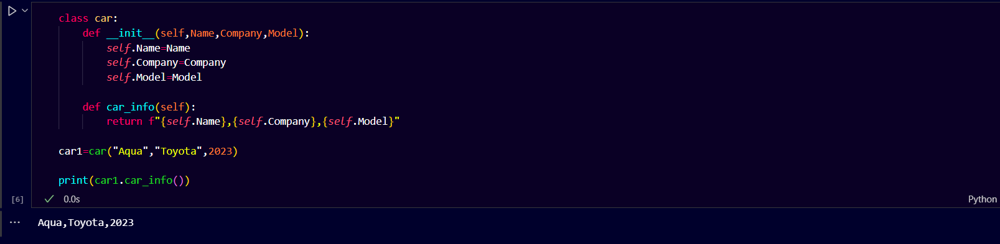 class car:
    def __init__(self,Name,Company,Model):
        self.Name=Name
        self.Company=Company
        self.Model=Model
    def car_info(self):
        return f"{self.Name},{self.Company},{self.Model}"
car1=car("Aqua","Toyota",2023)
print(car1.car_info())
[6] 0.0s Python
Aqua,Toyota,2023